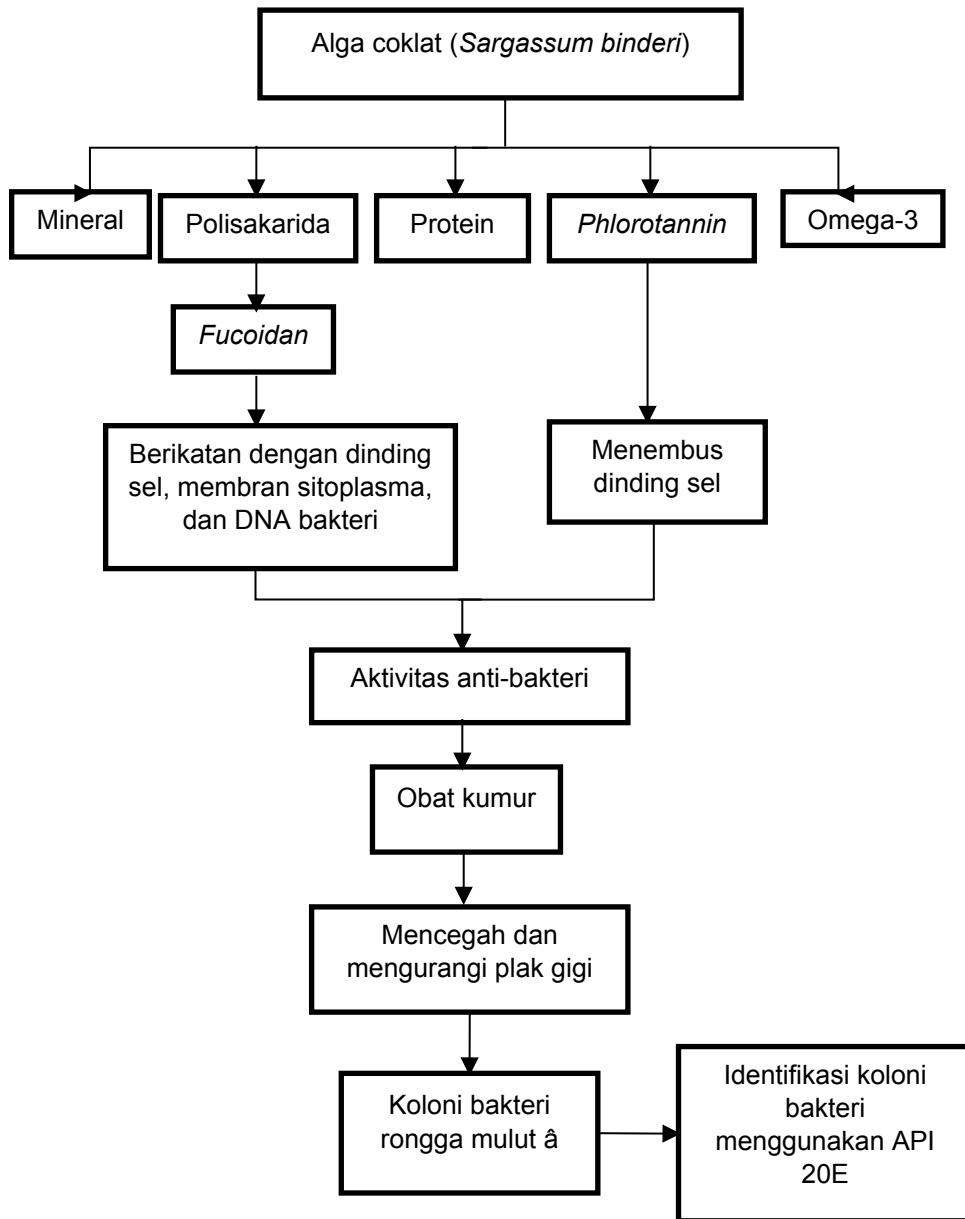 Alga coklat (Sargassum binderi)
Mineral
Polisakarida
Protein
Phlorotannin
Omega-3
Fucoidan
Berikatan dengan dinding
sel, membran sitoplasma,
dan DNA bakteri
Menembus
dinding sel
Aktivitas anti-bakteri
Obat kumur
Mencegah dan
mengurangi plak gigi
Koloni bakteri
rongga mulut â
Identifikasi koloni
bakteri
menggunakan API
20E